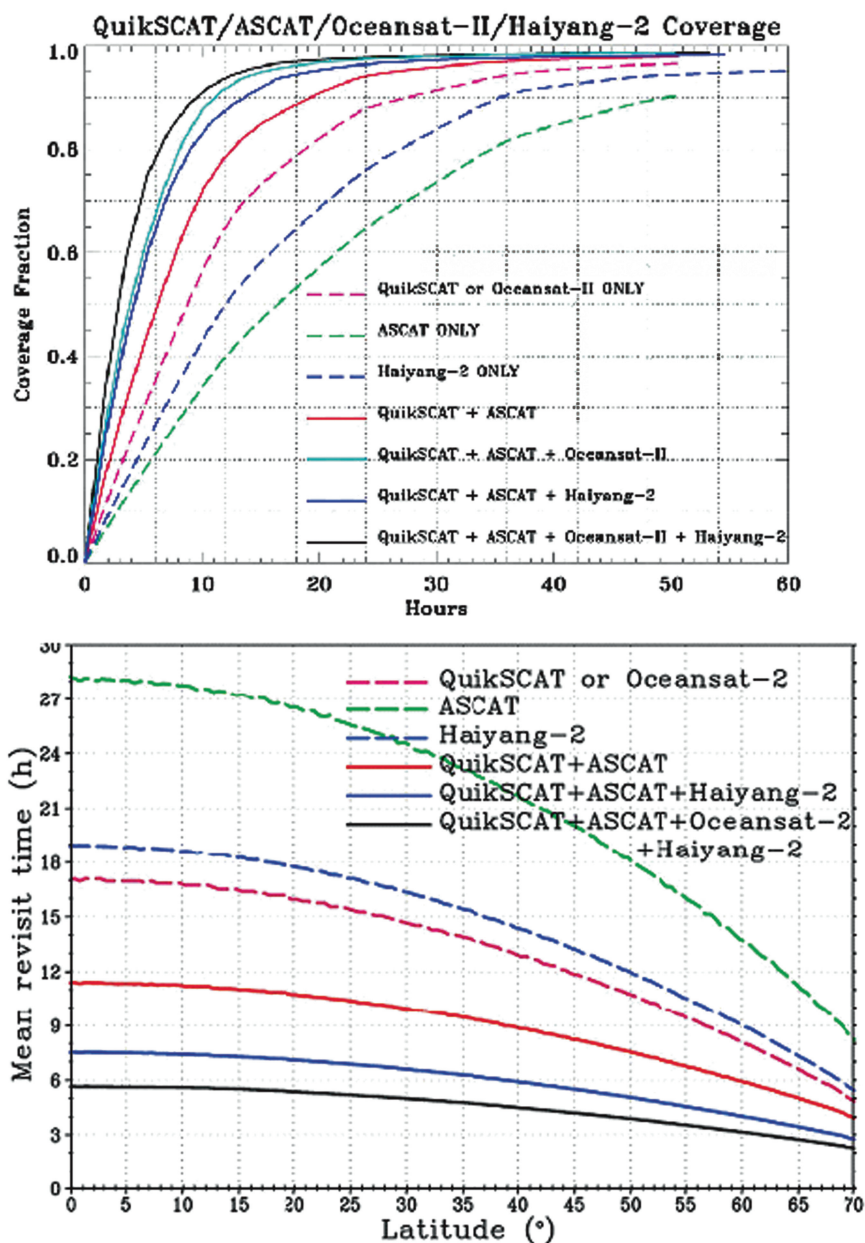 QuikSCAT/ASCAT/Oceansat-II/Haiyang-2 Coverage
1.0
0.8
0.6
0.4
0.2
0.0
Coverage Fraction
QuikSCAT or Oceansat-II ONLY
ASCAT ONLY
Haiyang-2 ONLY
QuikSCAT + ASCAT
QuikSCAT + ASCAT + Oceansat-II
QuikSCAT + ASCAT + Haiyang-2
QuikSCAT + ASCAT + Oceansat-II + Haiyang-2
0 10 20 30 40 50 60
Hours
30
27
24
21
18
15
12
9
6
3
0
Mean revisit time (h)
QuikSCAT or Oceansat-2
ASCAT
Haiyang-2
QuikSCAT+ASCAT
QuikSCAT+ASCAT+Haiyang-2
QuikSCAT+ASCAT+Oceansat-2
+Haiyang-2
0 5 10 15 20 25 30 35 40 45 50 55 60 65 70
Latitude (°)